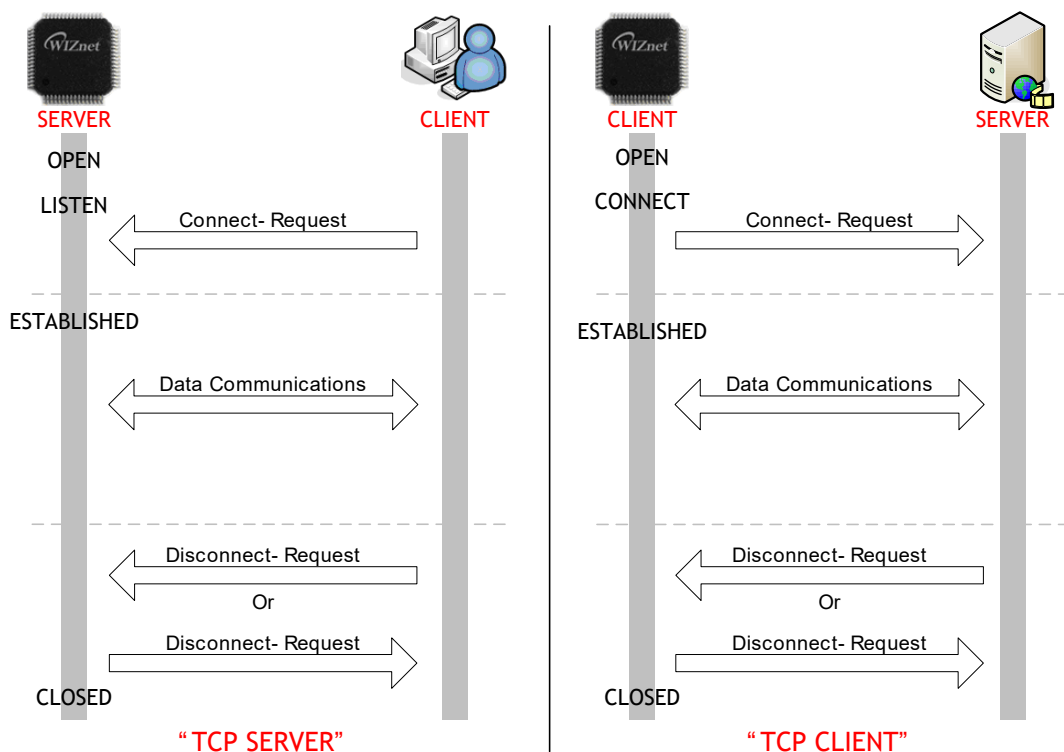 WIZnet
SERVER
CLIENT
OPEN
LISTEN
Connect- Request
ESTABLISHED
Data Communications
Disconnect- Request
Or
Disconnect- Request
CLOSED
“ TCP SERVER”
WIZnet
CLIENT
SERVER
OPEN
CONNECT
Connect- Request
ESTABLISHED
Data Communications
Disconnect- Request
Or
Disconnect- Request
CLOSED
“ TCP CLIENT”